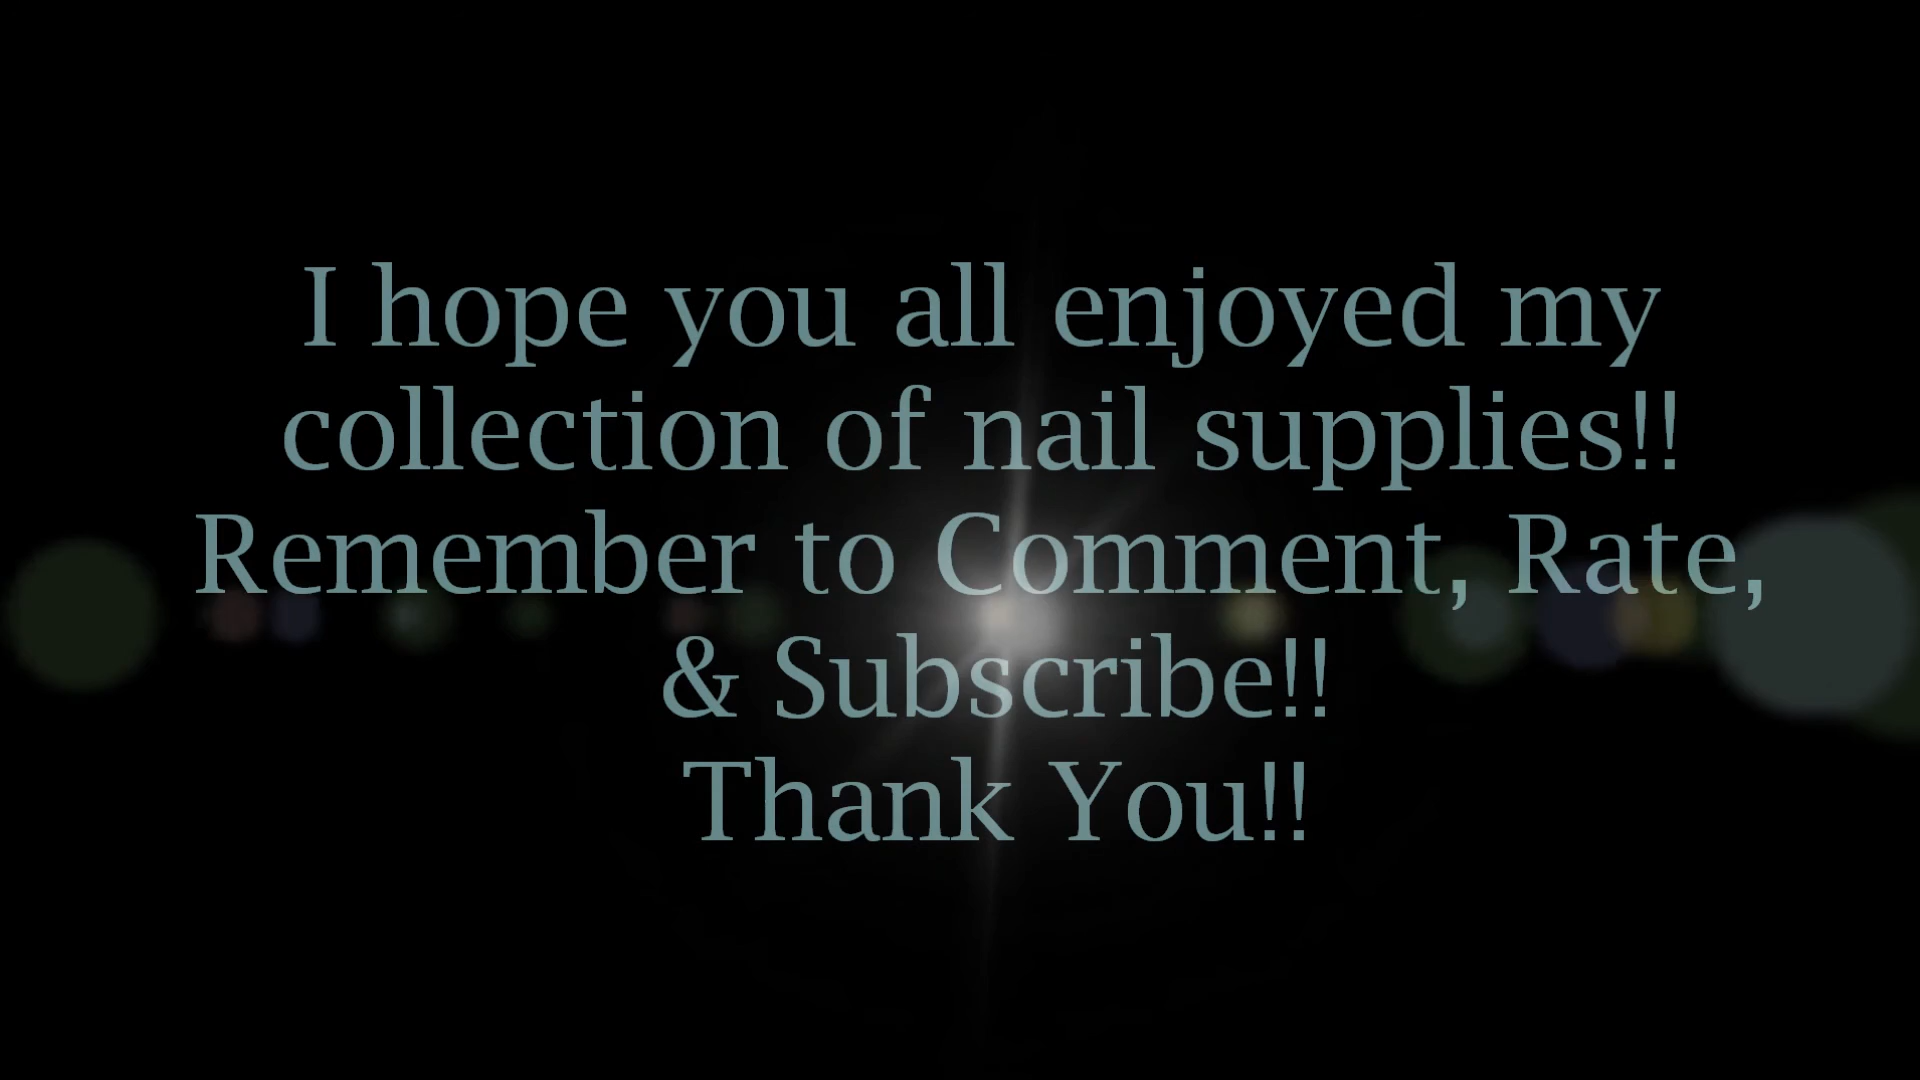 I hope you all enjoyed my
collection of nail supplies!!
Remember to Comment, Rate,
& Subscribe!!
Thank You!!